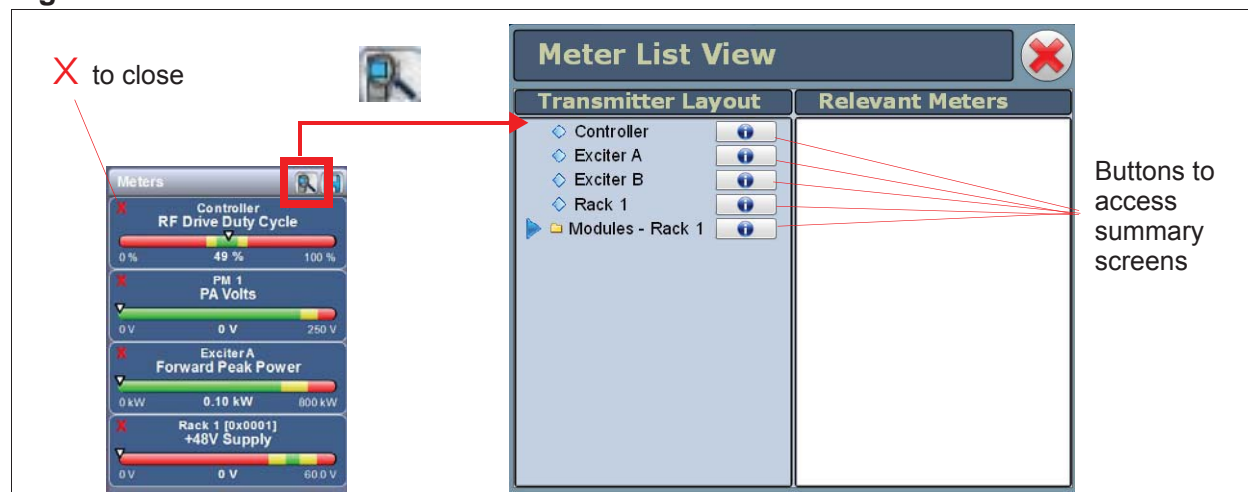 X to close
Meters
X Controller
RF Drive Duty Cycle
0 % 49 % 100 %
X PM 1
PA Volts
0 V 0 V 250 V
X Exciter A
Forward Peak Power
0 kW 0.10 kW 800 kW
X Rack 1 [0x0001]
+48V Supply
0 V 0 V 60.0 V
Meter List View
Transmitter Layout
Relevant Meters
Controller
Exciter A
Exciter B
Rack 1
Modules - Rack 1
Buttons to
access
summary
screens